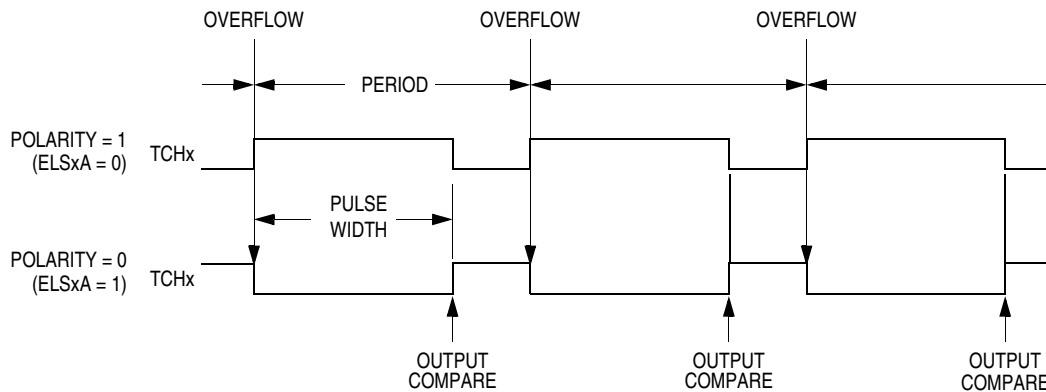 OVERFLOW
OVERFLOW
OVERFLOW
PERIOD
POLARITY = 1
(ELSxA = 0)
TCHx
PULSE
WIDTH
POLARITY = 0
(ELSxA = 1)
TCHx
OUTPUT
COMPARE
OUTPUT
COMPARE
OUTPUT
COMPARE